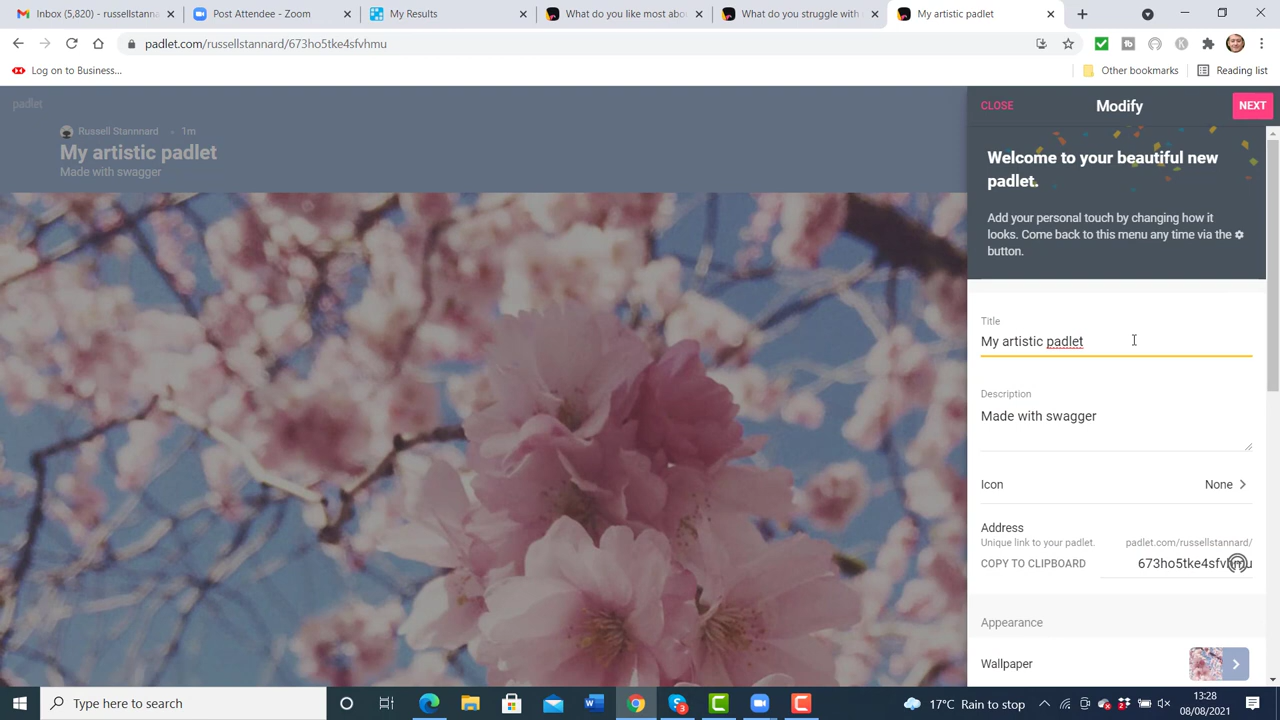 Inbox (5,820) - russellstanna
Post Attendee - Zoom
My Results
What do you like most abo
What do you struggle with
My artistic padlet
padlet.com/russellstannard/673ho5tke4sfvhmu
Log on to Business...
Other bookmarks
Reading list
padlet
Russell Stannnard • 1m
My artistic padlet
Made with swagger
CLOSE
Modify
NEXT
Welcome to your beautiful new
padlet.
Add your personal touch by changing how it
looks. Come back to this menu any time via the
button.
Title
My artistic padlet
Description
Made with swagger
Icon
None
Address
Unique link to your padlet.
padlet.com/russellstannard/
COPY TO CLIPBOARD
673ho5tke4sfvhmu
Appearance
Wallpaper
Type here to search
3
17°C Rain to stop
13:28
08/08/2021